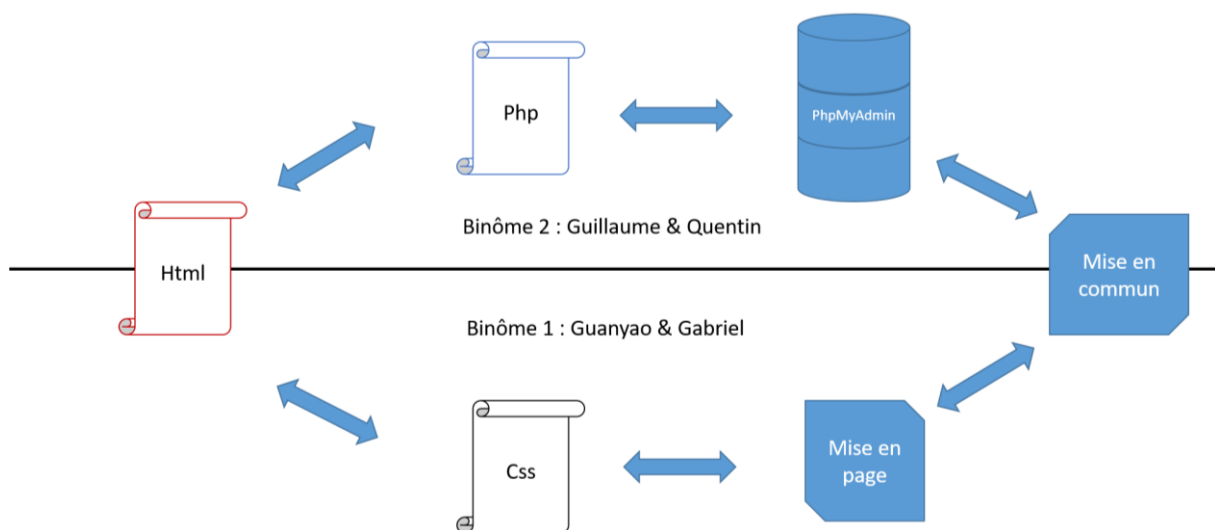 Php
PhpMyAdmin
Binôme 2 : Guillaume & Quentin
Html
Mise en
commun
Binôme 1 : Guanyao & Gabriel
Css
Mise en
page